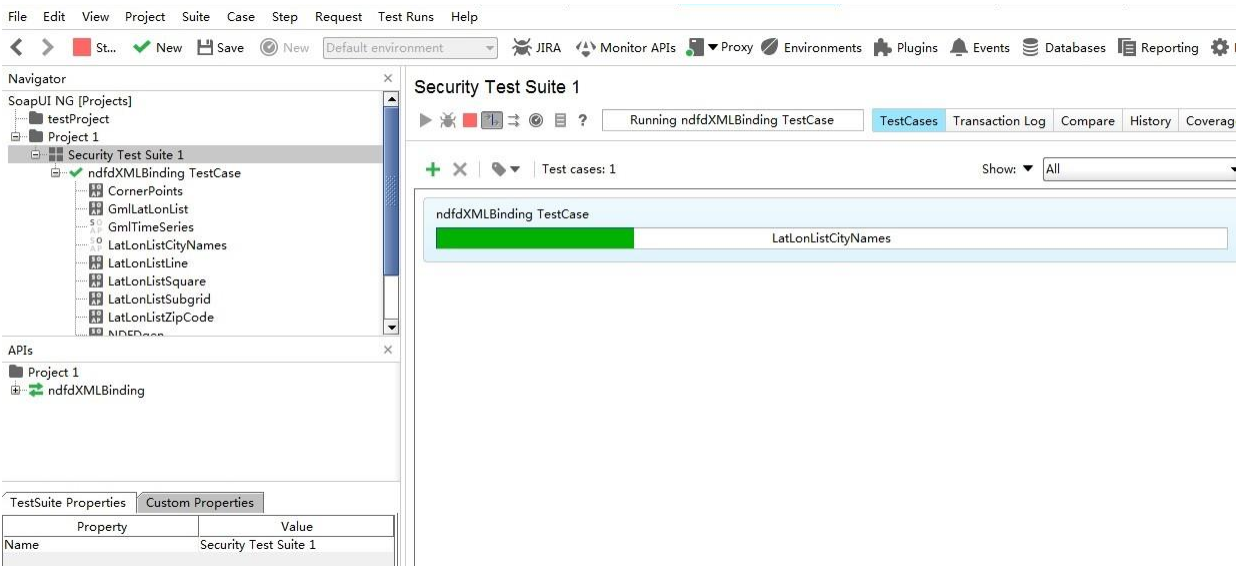 File Edit View Project Suite Case Step Request Test Runs Help
St... New Save New Default environment JIRA Monitor APIs Proxy Environments Plugins Events Databases Reporting
Navigator
SoapUI NG [Projects]
testProject
Project 1
Security Test Suite 1
ndfdXMLBinding TestCase
CornerPoints
GmlLatLonList
GmlTimeSeries
LatLonListCityNames
LatLonListLine
LatLonListSquare
LatLonListSubgrid
LatLonListZipCode
APIs
Project 1
ndfdXMLBinding
TestSuite Properties Custom Properties
Property Value
Name Security Test Suite 1
Security Test Suite 1
Running ndfdXMLBinding TestCase TestCases Transaction Log Compare History Coverag
Test cases: 1 Show: All
ndfdXMLBinding TestCase
LatLonListCityNames